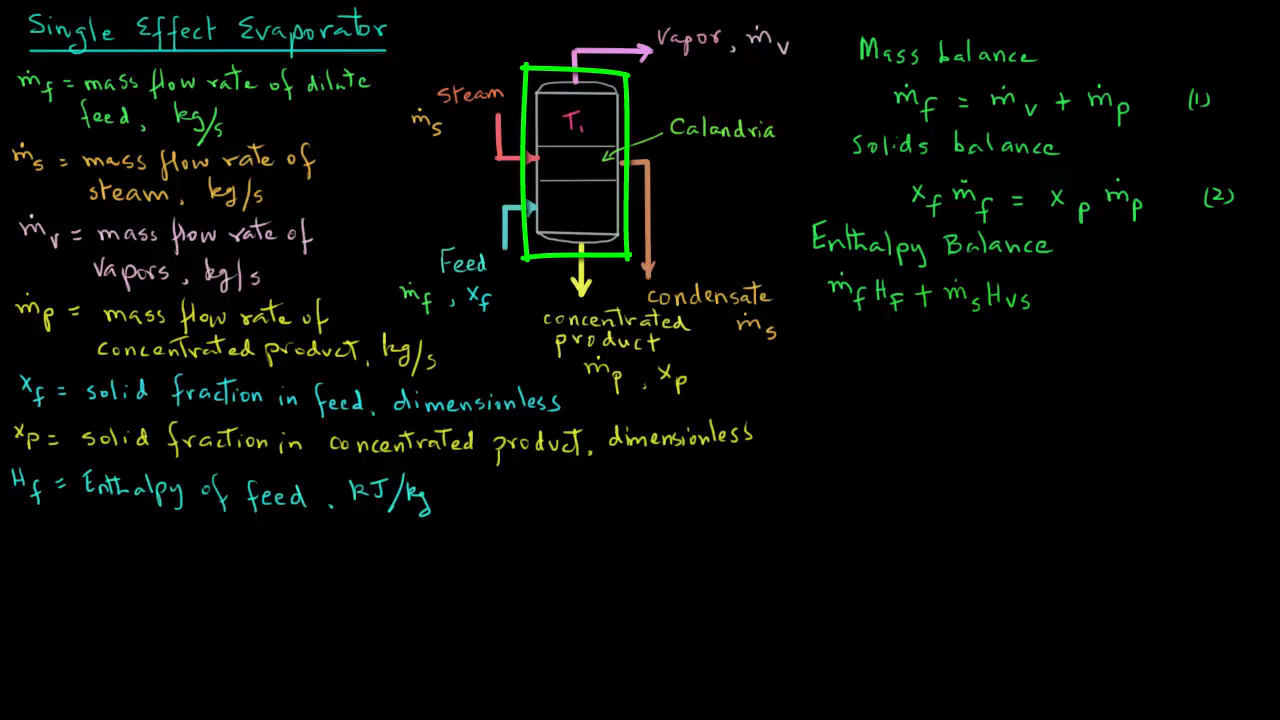 Single Effect Evaporator
ṁf = mass flow rate of dilute
feed, kg/s
ṁs = mass flow rate of
steam, kg/s
ṁv = mass flow rate of
vapors, kg/s
ṁp = mass flow rate of
concentrated product, kg/s
xf = solid fraction in feed, dimensionless
xp = solid fraction in concentrated product, dimensionless
Hf = Enthalpy of feed, kJ/kg
Vapor, ṁv
steam
ṁs
T1
Calandria
Feed
ṁf, xf
condensate
ṁs
concentrated
product
ṁp, xp
Mass balance
ṁf = ṁv + ṁp (1)
Solids balance
xf ṁf = xp ṁp (2)
Enthalpy Balance
ṁf Hf + ṁs Hvs